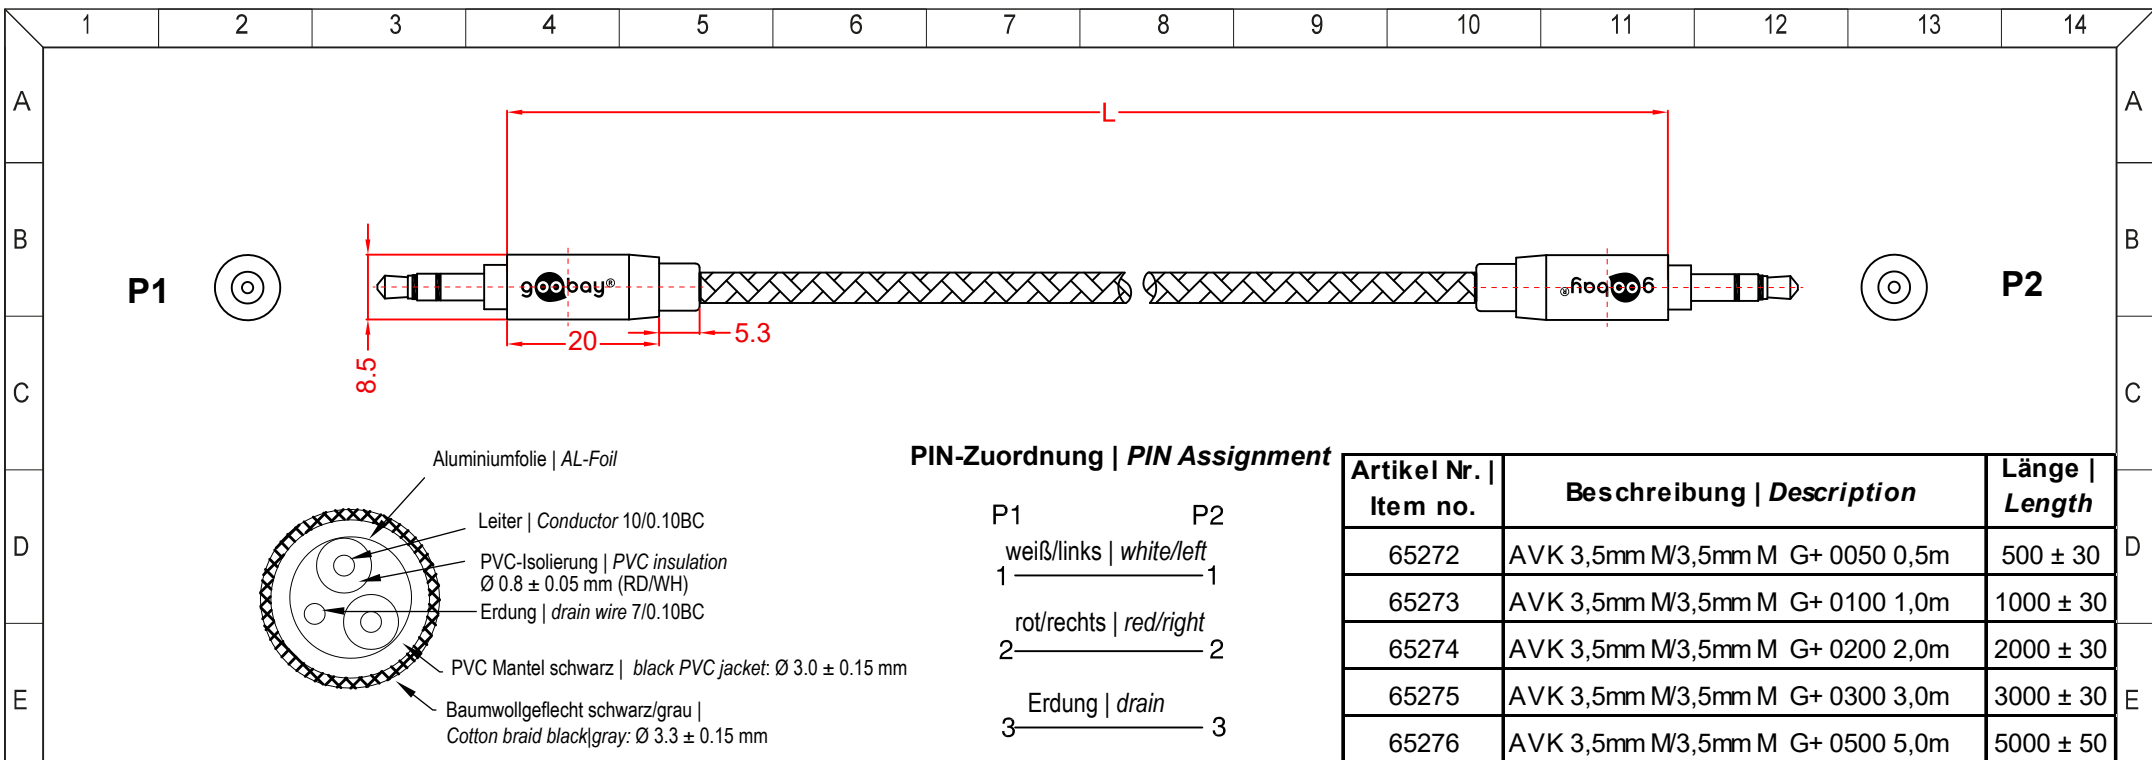 1 2 3 4 5 6 7 8 9 10 11 12 13 14
A A
L
B B
P1 goobay® goobay® P2
20 5.3
8.5
C C
Aluminiumfolie | AL-Foil
Leiter | Conductor 10/0.10BC
PVC-Isolierung | PVC insulation
Ø 0.8 ± 0.05 mm (RD/WH)
Erdung | drain wire 7/0.10BC
PVC Mantel schwarz | black PVC jacket: Ø 3.0 ± 0.15 mm
Baumwollgeflecht schwarz/grau |
Cotton braid black|gray: Ø 3.3 ± 0.15 mm
D D
E E
PIN-Zuordnung | PIN Assignment
P1 P2
weiß/links | white/left
1 1
rot/rechts | red/right
2 2
Erdung | drain
3 3
Artikel Nr. | Item no. Beschreibung | Description Länge | Length
65272 AVK 3,5mm M/3,5mm M G+ 0050 0,5m 500 ± 30
65273 AVK 3,5mm M/3,5mm M G+ 0100 1,0m 1000 ± 30
65274 AVK 3,5mm M/3,5mm M G+ 0200 2,0m 2000 ± 30
65275 AVK 3,5mm M/3,5mm M G+ 0300 3,0m 3000 ± 30
65276 AVK 3,5mm M/3,5mm M G+ 0500 5,0m 5000 ± 50